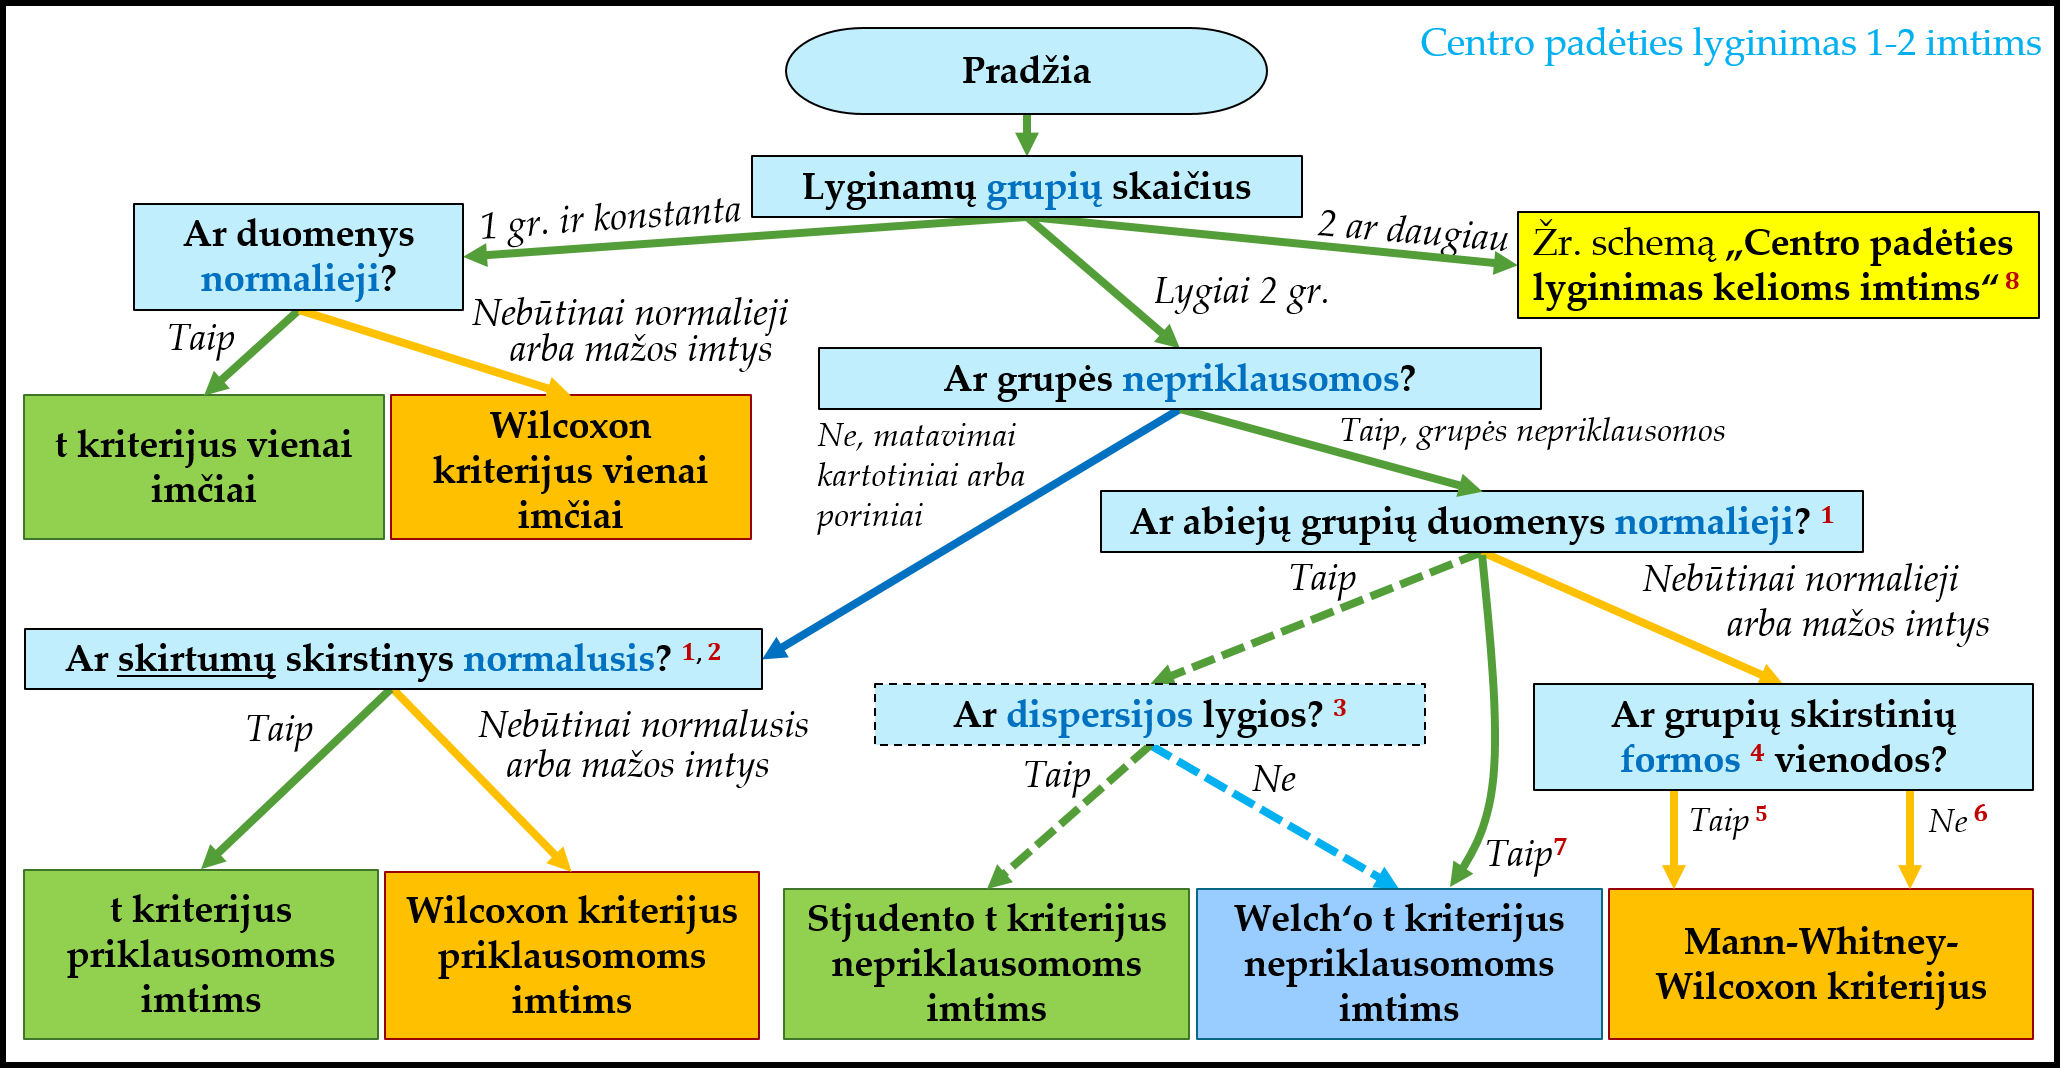 Centro padėties lyginimas 1-2 imtims
Pradžia
Lyginamų grupių skaičius
1 gr. ir konstanta
2 ar daugiau
Lygiai 2 gr.
Ar duomenys
normalieji?
Žr. schemą „Centro padėties
lyginimas kelioms imtims“ 8
Taip
Nebūtinai normalieji
arba mažos imtys
t kriterijus vienai
imčiai
Wilcoxon
kriterijus vienai
imčiai
Ar grupės nepriklausomos?
Ne, matavimai
kartotiniai arba
poriniai
Taip, grupės nepriklausomos
Ar abiejų grupių duomenys normalieji? 1
Taip
Nebūtinai normalieji
arba mažos imtys
Ar skirtumų skirstinys normalusis? 1, 2
Taip
Nebūtinai normalusis
arba mažos imtys
Ar dispersijos lygios? 3
Taip
Ne
Taip7
Ar grupių skirstinių
formos 4 vienodos?
Taip 5
Ne 6
t kriterijus
priklausomoms
imtims
Wilcoxon kriterijus
priklausomoms
imtims
Stjudento t kriterijus
nepriklausomoms
imtims
Welch‘o t kriterijus
nepriklausomoms
imtims
Mann-Whitney-
Wilcoxon kriterijus